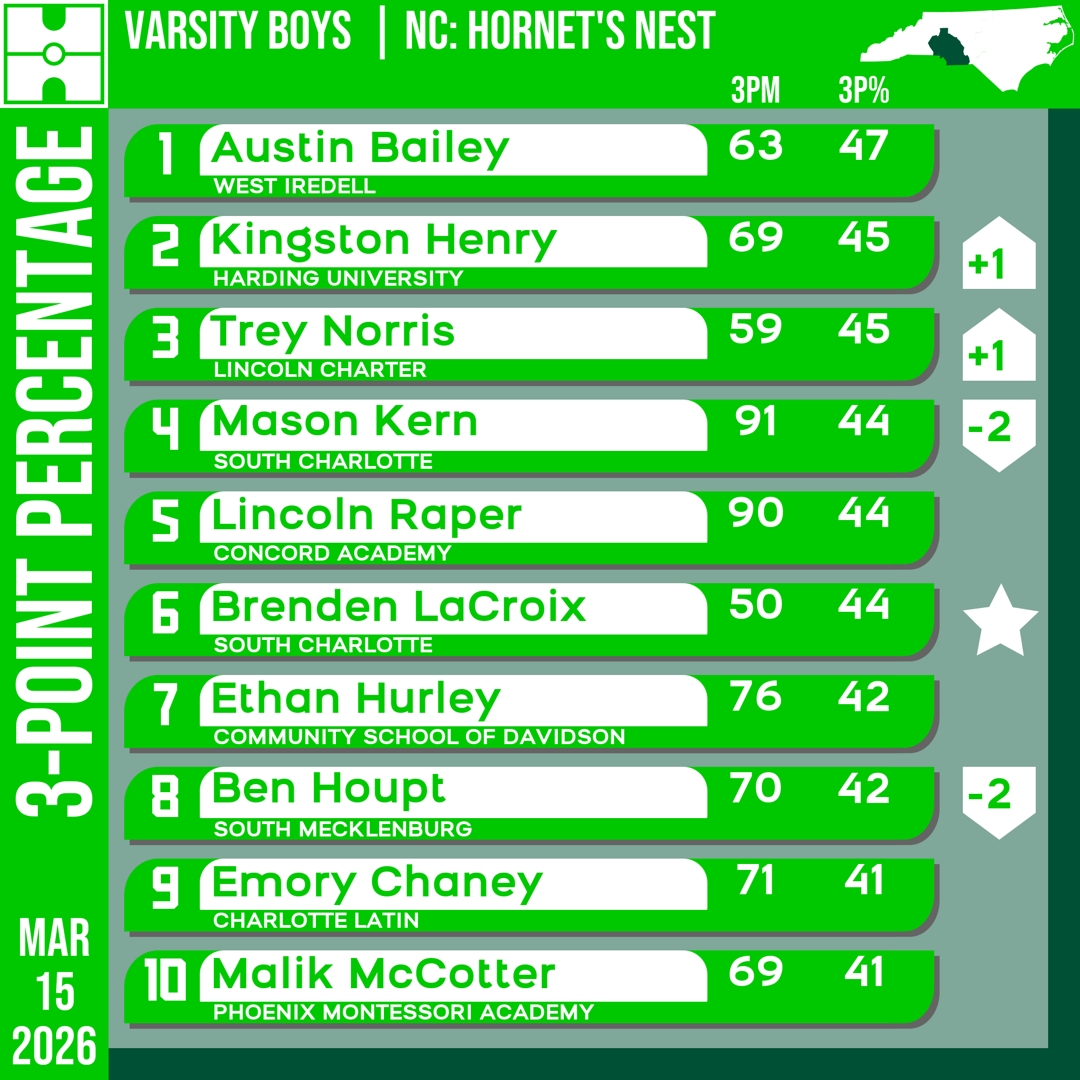 VARSITY BOYS | NC: HORNET'S NEST
3PM 3P%
3-POINT PERCENTAGE
MAR
15
2026
1 Austin Bailey 63 47
WEST IREDELL
2 Kingston Henry 69 45 +1
HARDING UNIVERSITY
3 Trey Norris 59 45 +1
LINCOLN CHARTER
4 Mason Kern 91 44 -2
SOUTH CHARLOTTE
5 Lincoln Raper 90 44
CONCORD ACADEMY
6 Brenden LaCroix 50 44
SOUTH CHARLOTTE
7 Ethan Hurley 76 42
COMMUNITY SCHOOL OF DAVIDSON
8 Ben Houpt 70 42 -2
SOUTH MECKLENBURG
9 Emory Chaney 71 41
CHARLOTTE LATIN
10 Malik McCotter 69 41
PHOENIX MONTESSORI ACADEMY